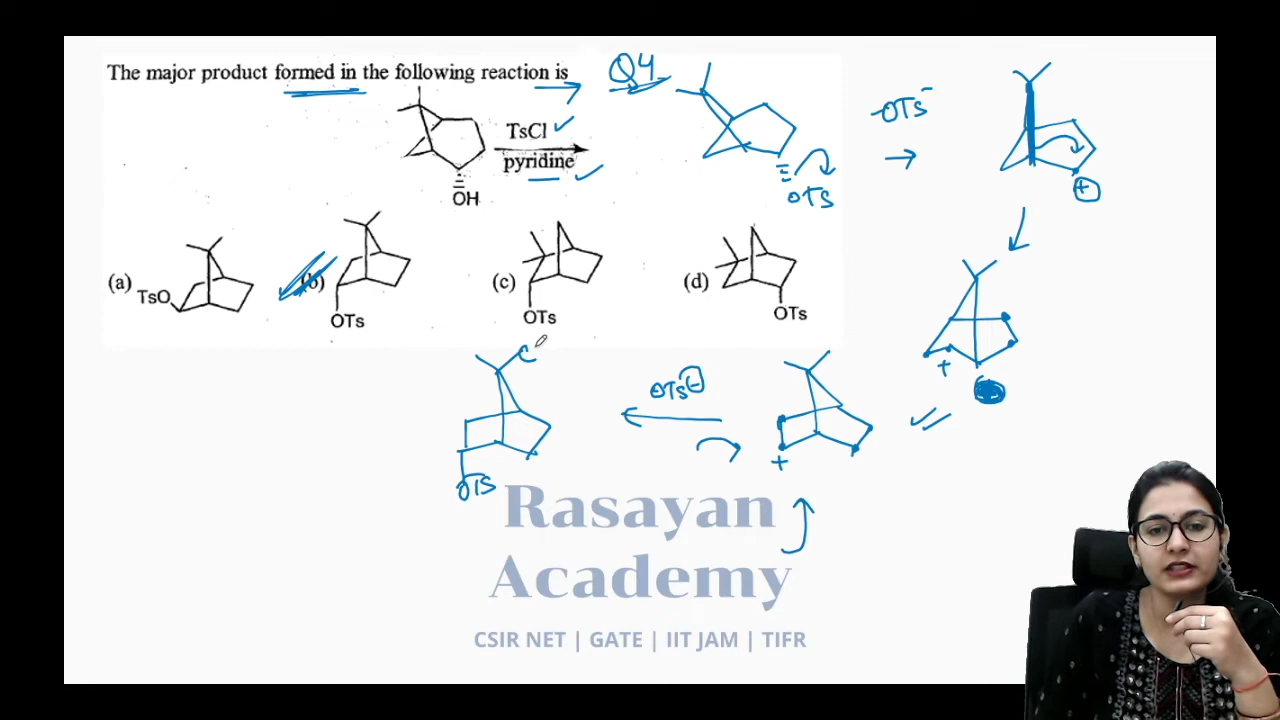 The major product formed in the following reaction is
Q4
TsCl
pyridine
OH
OTs
-OTs⁻
+
(a)
TsO
(b)
OTs
(c)
OTs
(d)
OTs
+
OTs⊖
+
OTs
Rasayan
Academy
CSIR NET | GATE | IIT JAM | TIFR